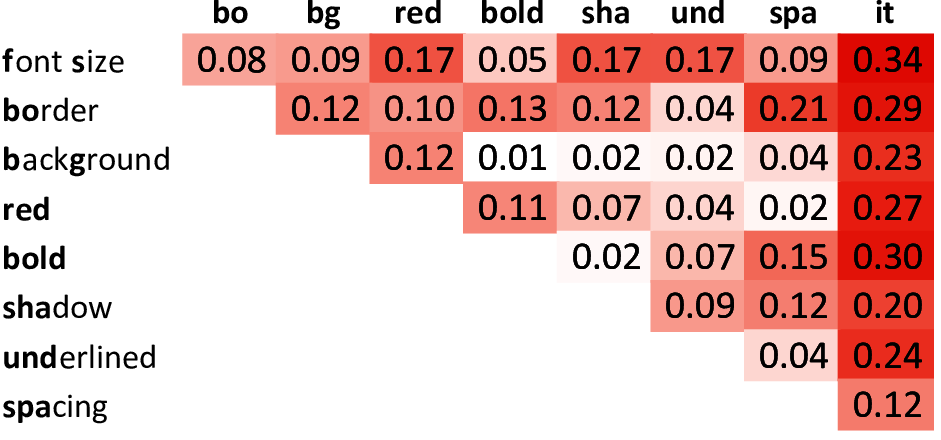 bo bg red bold sha und spa it
font size 0.08 0.09 0.17 0.05 0.17 0.17 0.09 0.34
border 0.12 0.10 0.13 0.12 0.04 0.21 0.29
background 0.12 0.01 0.02 0.02 0.04 0.23
red 0.11 0.07 0.04 0.02 0.27
bold 0.02 0.07 0.15 0.30
shadow 0.09 0.12 0.20
underlined 0.04 0.24
spacing 0.12